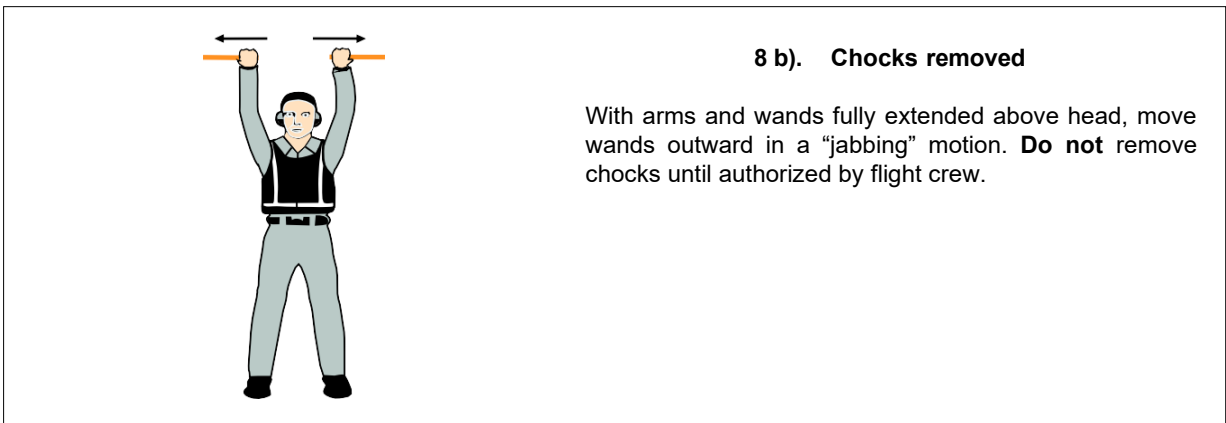 8 b). Chocks removed
With arms and wands fully extended above head, move
wands outward in a “jabbing” motion. Do not remove
chocks until authorized by flight crew.